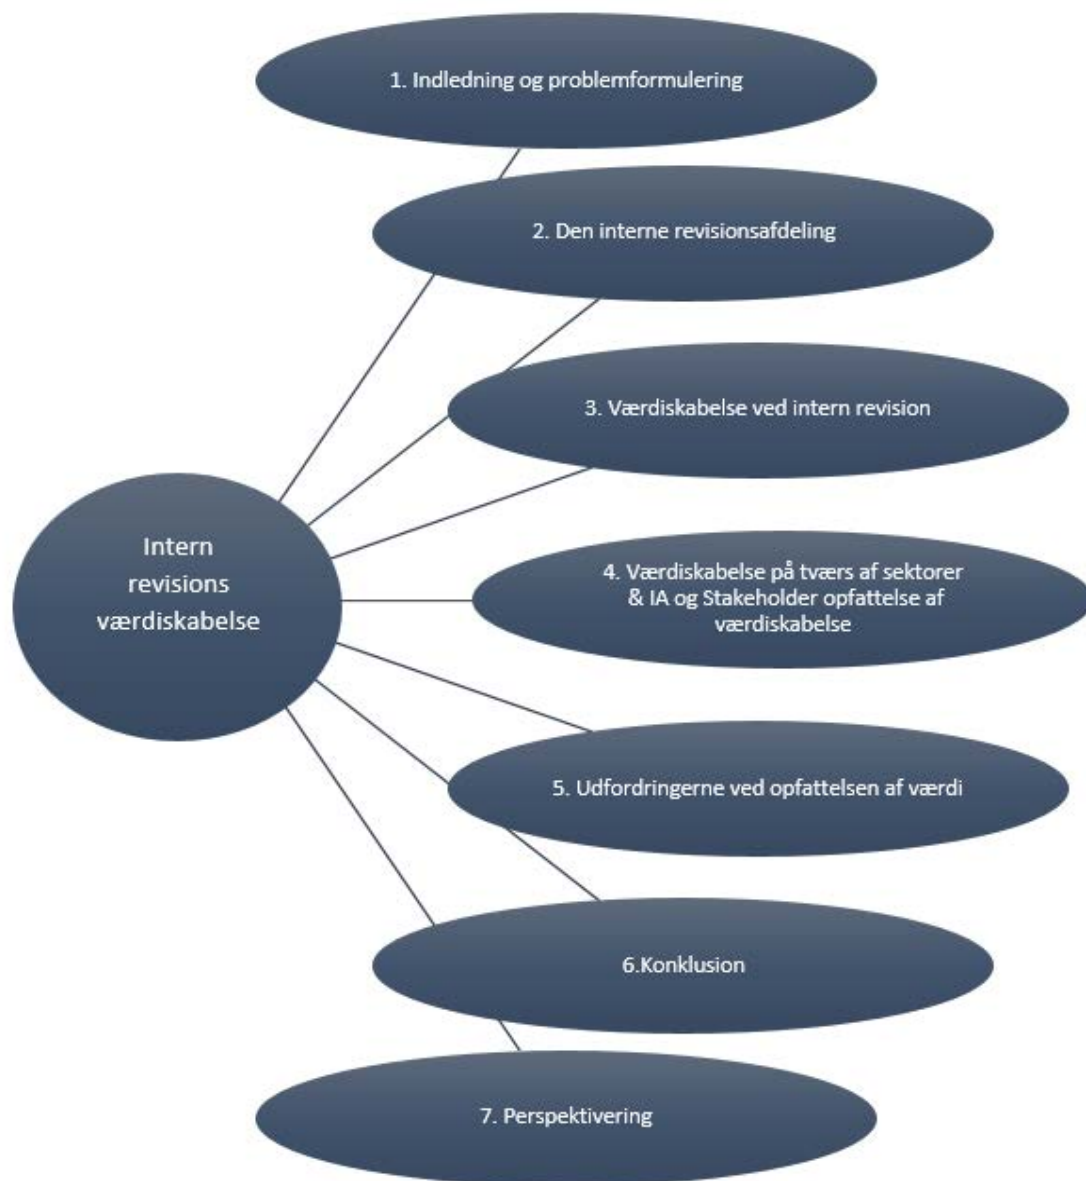 1. Indledning og problemformulering
2. Den interne revisionsafdeling
3. Værdiskabelse ved intern revision
Intern
revisions
værdiskabelse
4. Værdiskabelse på tværs af sektorer
& IA og Stakeholder opfattelse af
værdiskabelse
5. Udfordringerne ved opfattelsen af værdi
6.Konklusion
7. Perspektivering